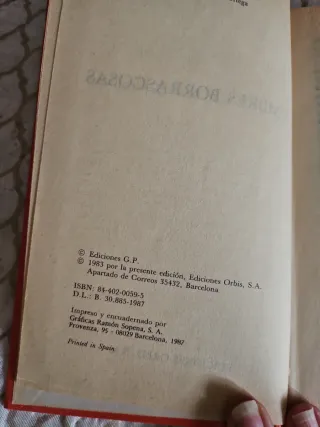 © Ediciones G.P.
© 1983 por la presente edición, Ediciones Orbis, S.A.
Apartado de Correos 35432, Barcelona
ISBN: 84-402-0059-5
D.L.: B. 30.865-1987
Impreso y encuadernado por
Gráficas Ramón Sopena, S. A.
Provenza, 95 - 08029 Barcelona, 1987
Printed in Spain